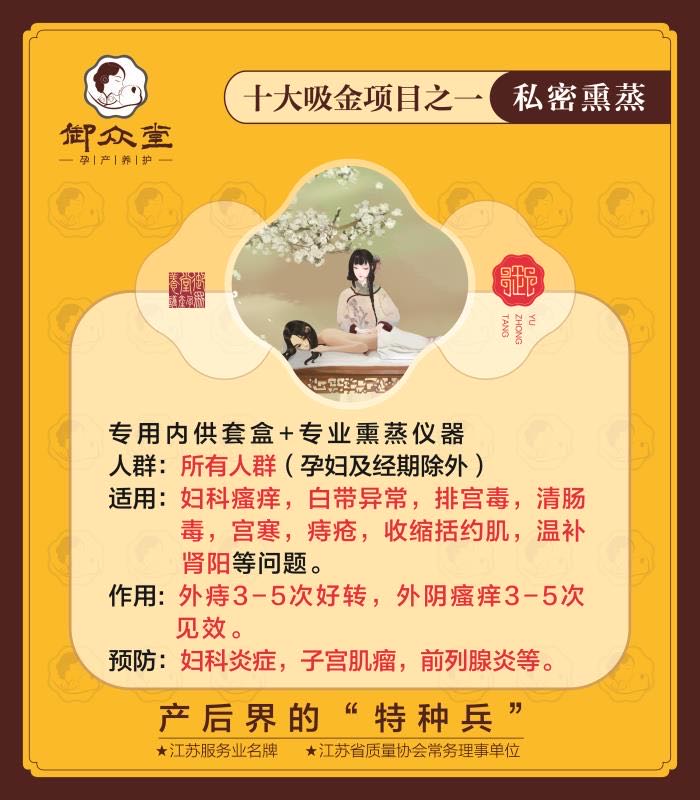 御众堂
孕|产|养|护
十大吸金项目之一 私密熏蒸
YU
ZHONG
TANG
专用内供套盒+专业熏蒸仪器
人群：所有人群（孕妇及经期除外）
适用：妇科瘙痒，白带异常，排宫毒，清肠
毒，宫寒，痔疮，收缩括约肌，温补
肾阳等问题。
作用：外痔3-5次好转，外阴瘙痒3-5次
见效。
预防：妇科炎症，子宫肌瘤，前列腺炎等。
产后界的“特种兵”
★江苏服务业名牌 ★江苏省质量协会常务理事单位